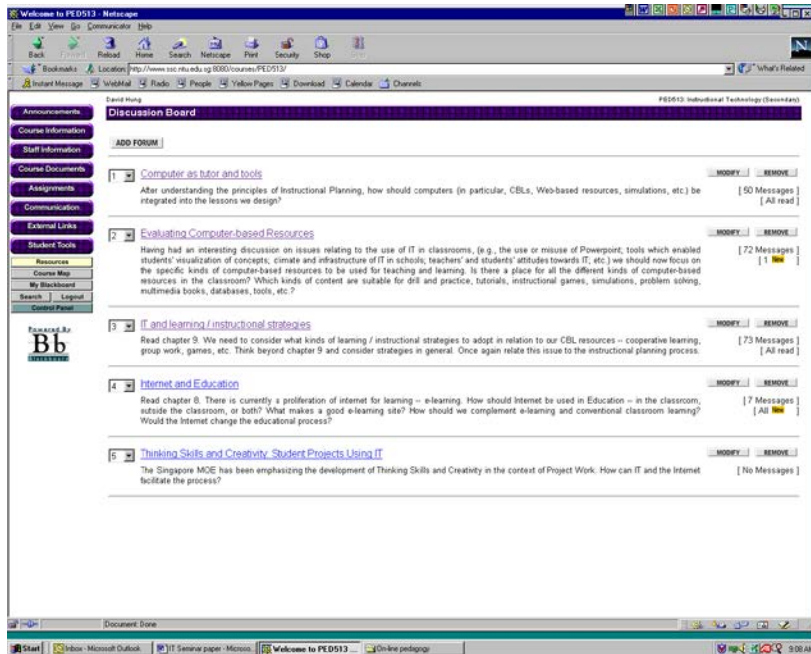 Welcome to PED513 - Netscape
File Edit View Go Communicator Help
Back Forward Reload Home Search Netscape Print Security Shop
Bookmarks Location: http://www.ssc.ntu.edu.sg:8080/courses/PED513/ What's Related
Instant Message WebMail Radio People Yellow Pages Download Calendar Channels
David Hung PED513: Instructional Technology (Secondary)
Announcements
Course Information
Staff Information
Course Documents
Assignments
Communication
External Links
Student Tools
Resources
Course Map
My Blackboard
Search Logout
Control Panel
Powered By
Bb
Blackboard
Discussion Board
ADD FORUM
1 Computer as tutor and tools MODIFY REMOVE
After understanding the principles of Instructional Planning, how should computers (in particular, CBLs, Web-based resources, simulations, etc.) be [ 50 Messages ]
integrated into the lessons we design? [ All read ]
2 Evaluating Computer-based Resources MODIFY REMOVE
Having had an interesting discussion on issues relating to the use of IT in classrooms, (e.g., the use or misuse of Powerpoint; tools which enabled [ 72 Messages ]
students' visualization of concepts; climate and infrastructure of IT in schools; teachers' and students' attitudes towards IT; etc.) we should now focus on [ 1 New ]
the specific kinds of computer-based resources to be used for teaching and learning. Is there a place for all the different kinds of computer-based
resources in the classroom? Which kinds of content are suitable for drill and practice, tutorials, instructional games, simulations, problem solving,
multimedia books, databases, tools, etc.?
3 IT and learning / instructional strategies MODIFY REMOVE
Read chapter 9. We need to consider what kinds of learning / instructional strategies to adopt in relation to our CBL resources -- cooperative learning, [ 73 Messages ]
group work, games, etc. Think beyond chapter 9 and consider strategies in general. Once again relate this issue to the instructional planning process. [ All read ]
4 Internet and Education MODIFY REMOVE
Read chapter 8. There is currently a proliferation of internet for learning -- e-learning. How should Internet be used in Education -- in the classroom, [ 7 Messages ]
outside the classroom, or both? What makes a good e-learning site? How should we complement e-learning and conventional classroom learning? [ All New ]
Would the Internet change the educational process?
5 Thinking Skills and Creativity: Student Projects Using IT MODIFY REMOVE
The Singapore MOE has been emphasizing the development of Thinking Skills and Creativity in the context of Project Work. How can IT and the Internet [ No Messages ]
facilitate the process?
Document: Done
Start Inbox - Microsoft Outlook IT Seminar paper - Microso... Welcome to PED513 ... On-line pedagogy 9:08 am